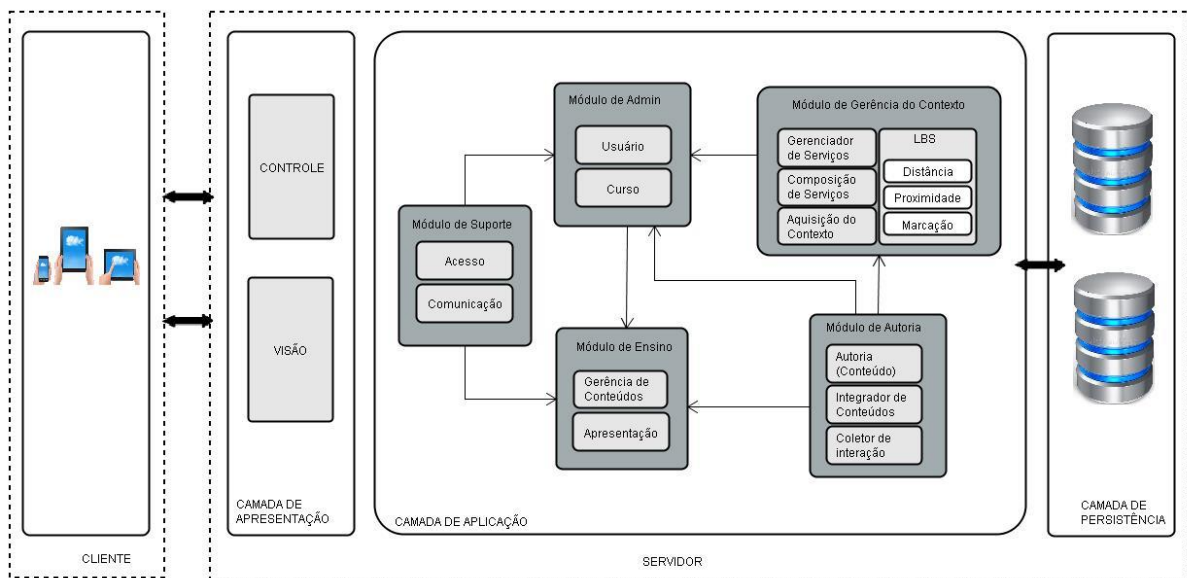 CLIENTE
CONTROLE
VISÃO
CAMADA DE
APRESENTAÇÃO
Módulo de Suporte
Acesso
Comunicação
Módulo de Admin
Usuário
Curso
Módulo de Ensino
Gerência de
Conteúdos
Apresentação
Módulo de Gerência do Contexto
Gerenciador
de Serviços
Composição
de Serviços
Aquisição do
Contexto
LBS
Distância
Proximidade
Marcação
Módulo de Autoria
Autoria
(Conteúdo)
Integrador de
Conteúdos
Coletor de
interação
CAMADA DE APLICAÇÃO
CAMADA DE
PERSISTÊNCIA
SERVIDOR